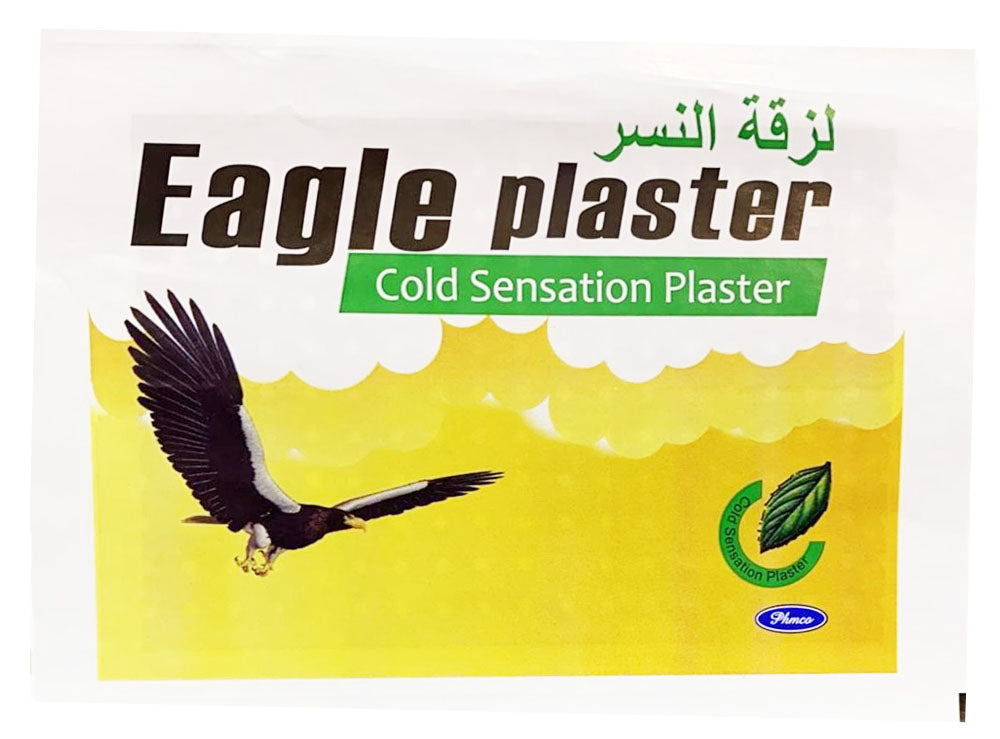 لزقة النسر
Eagle plaster
Cold Sensation Plaster
Cold Sensation Plaster
Phmco